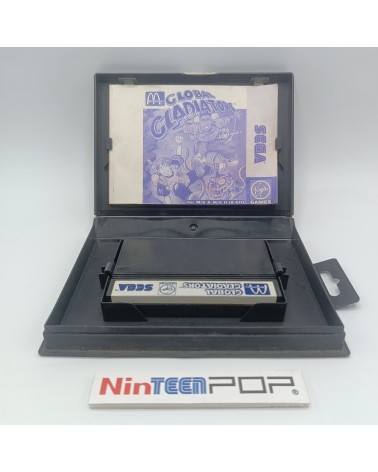 GLOBAL
GLADIATORS
SEGA
Virgin
GAMES
GLOBAL
GLADIATORS
SEGA
NinTEENPOP.®